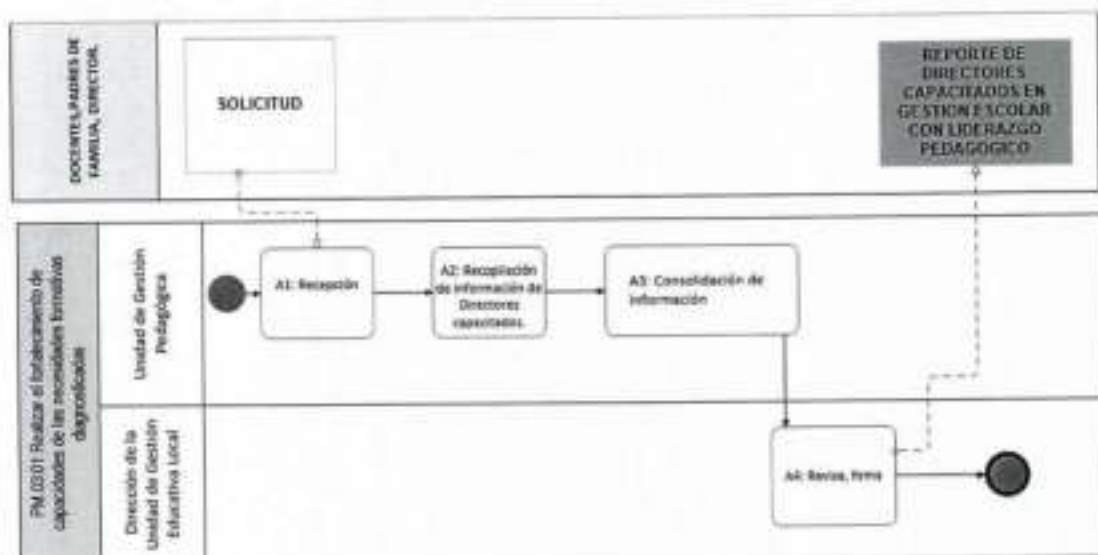 DOCENTES,PADRES DE
FAMILIA, DIRECTOR,
SOLICITUD
REPORTE DE
DIRECTORES
CAPACITADOS EN
GESTION ESCOLAR
CON LIDERAZGO
PEDAGÓGICO
PM.03.01 Realizar el fortalecimiento de
capacidades de las necesidades formativas
diagnosticadas
Unidad de Gestión
Pedagógica
A1: Recepción
A2: Recopilación
de información de
Directores
capacitados.
A3: Consolidación de
información
Dirección de la
Unidad de Gestión
Educativa Local
A4: Revisa, firma